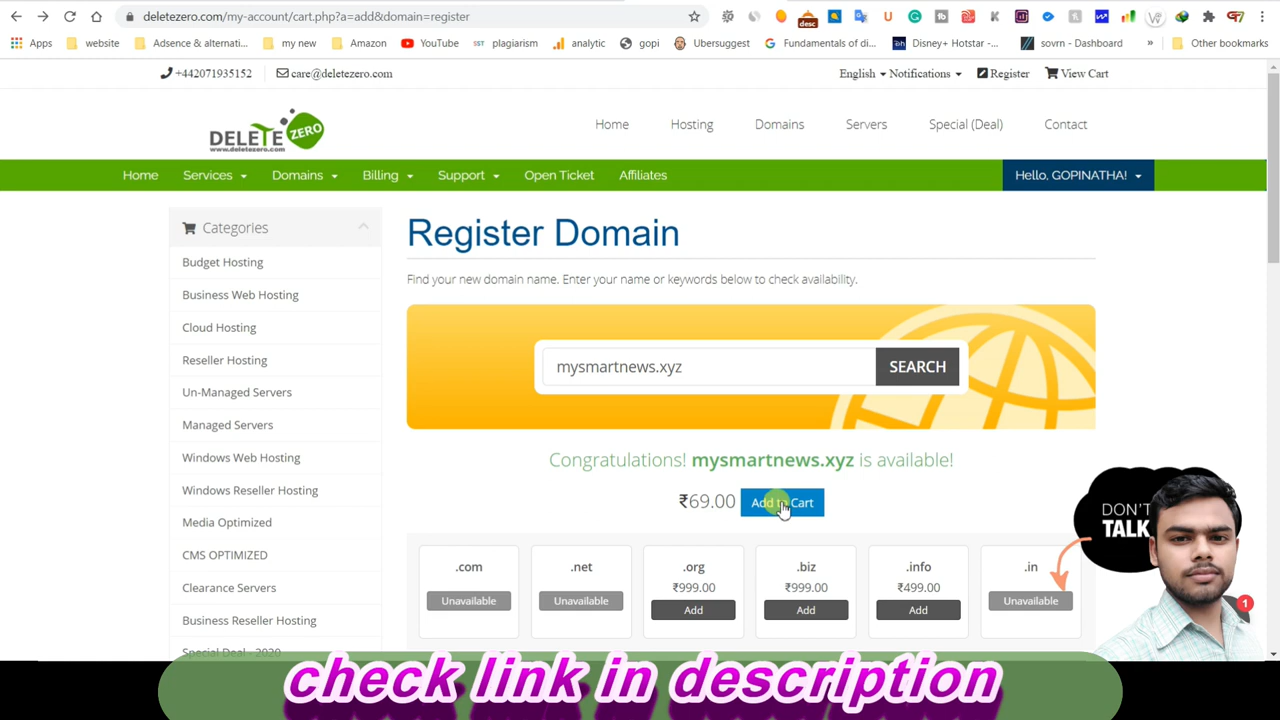 deletezero.com/my-account/cart.php?a=add&domain=register
desc
Apps website Adsence & alternati... my new Amazon YouTube SST plagiarism analytic gopi Ubersuggest Fundamentals of di... Disney+ Hotstar -... sovrn - Dashboard » Other bookmarks
+442071935152 care@deletezero.com English Notifications Register View Cart
DELETE ZERO
www.deletezero.com
Home Hosting Domains Servers Special (Deal) Contact
Home Services Domains Billing Support Open Ticket Affiliates Hello, GOPINATHA!
Categories
Budget Hosting
Business Web Hosting
Cloud Hosting
Reseller Hosting
Un-Managed Servers
Managed Servers
Windows Web Hosting
Windows Reseller Hosting
Media Optimized
CMS OPTIMIZED
Clearance Servers
Business Reseller Hosting
Special Deal - 2020
Register Domain
Find your new domain name. Enter your name or keywords below to check availability.
mysmartnews.xyz SEARCH
Congratulations! mysmartnews.xyz is available!
₹69.00 Add to Cart
.com .net .org .biz .info .in
₹999.00 ₹999.00 ₹499.00
Unavailable Unavailable Add Add Add Unavailable
DON'T
TALK
1
check link in description